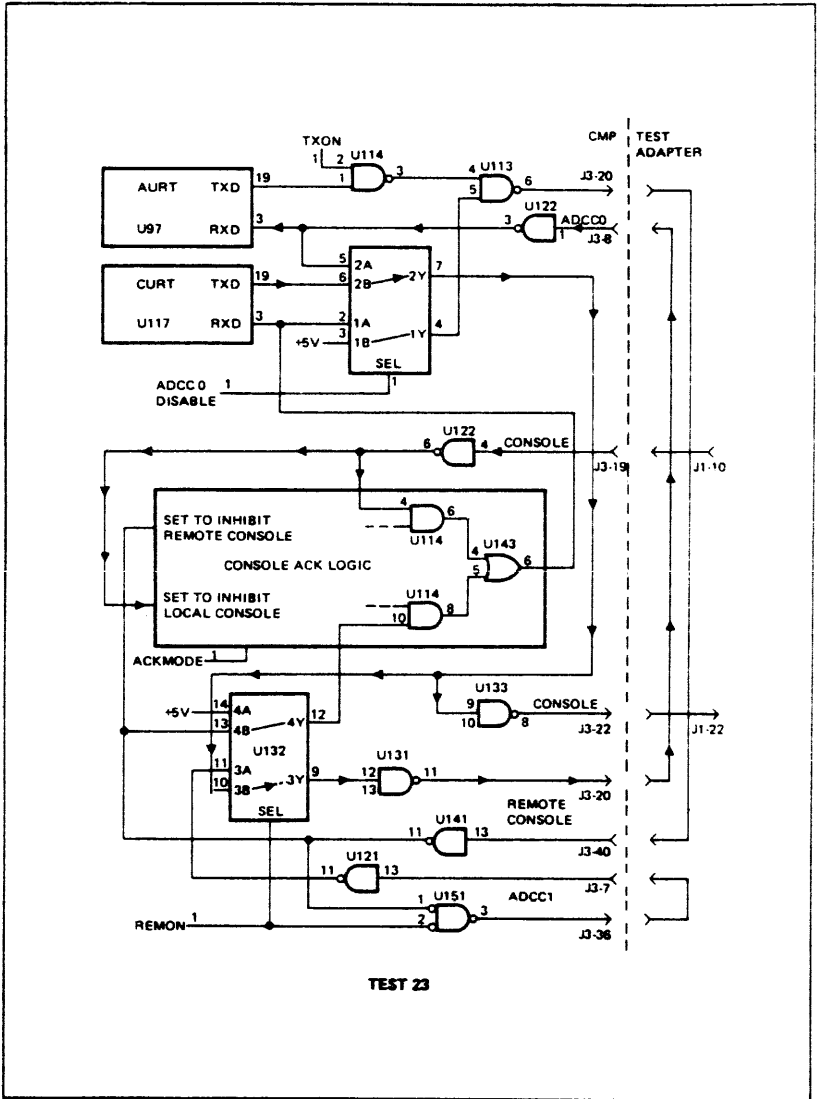 CMP TEST
ADAPTER
TXON
1 2 U114 3
1
4 U113 6
5
J3-20
AURT TXD 19
U97 RXD 3
3 U122 ADCC0
1 J3-8
5 2A
6 2B 2Y 7
CURT TXD 19
U117 RXD 3
2 1A
+5V 3 1B 1Y 4
SEL
1
ADCC 0 1
DISABLE
6 U122 4 CONSOLE
J3-19 J1-10
SET TO INHIBIT
REMOTE CONSOLE
4 6
U114
CONSOLE ACK LOGIC
4 U143 6
5
SET TO INHIBIT
LOCAL CONSOLE
U114
10 8
ACKMODE 1
+5V 14 4A
13 4B 4Y 12
U132
11 3A
10 3B 3Y 9
SEL
U133 CONSOLE
9
10 8
J3-22 J1-22
U131
12 11
13
J3-20
REMOTE
CONSOLE
11 U141 13
J3-40
11 U121 13
J3-7
ADCC1
1 U151 3
2
J3-36
REMON 1
TEST 23